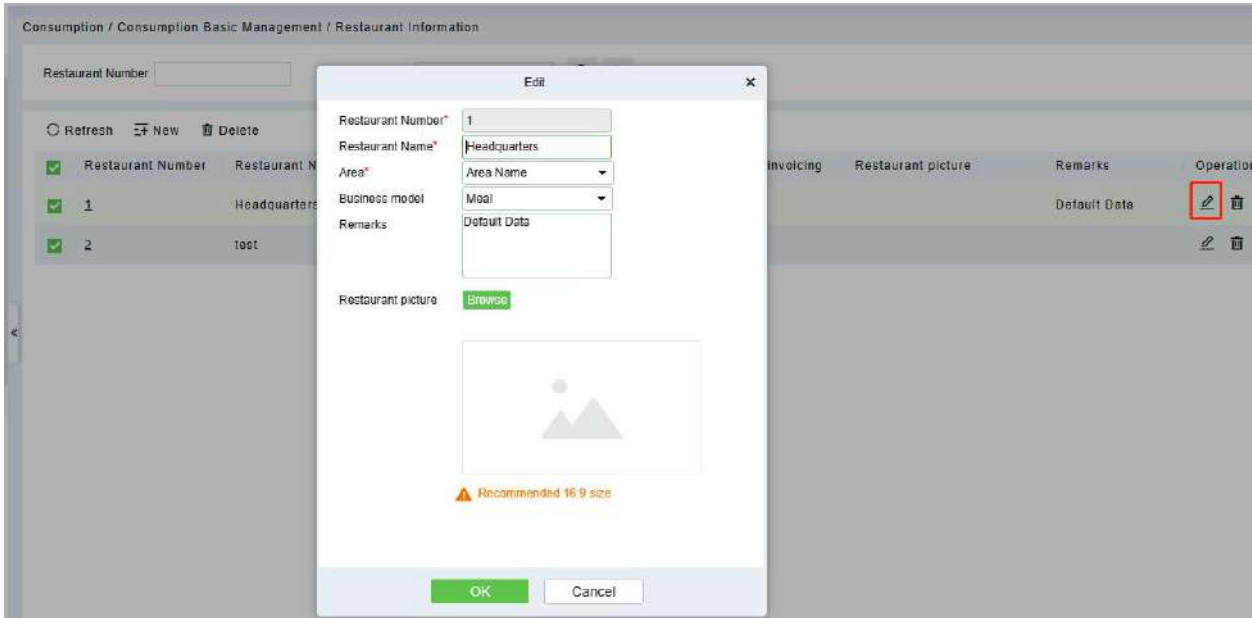 Consumption / Consumption Basic Management / Restaurant Information
Restaurant Number
Edit
Refresh New Delete
Restaurant Number Restaurant N invoicing Restaurant picture Remarks Operation
1 Headquarters Default Data
2 test
Restaurant Number* 1
Restaurant Name* Headquarters
Area* Area Name
Business model Meal
Remarks Default Data
Restaurant picture Browse
Recommended 16:9 size
OK Cancel